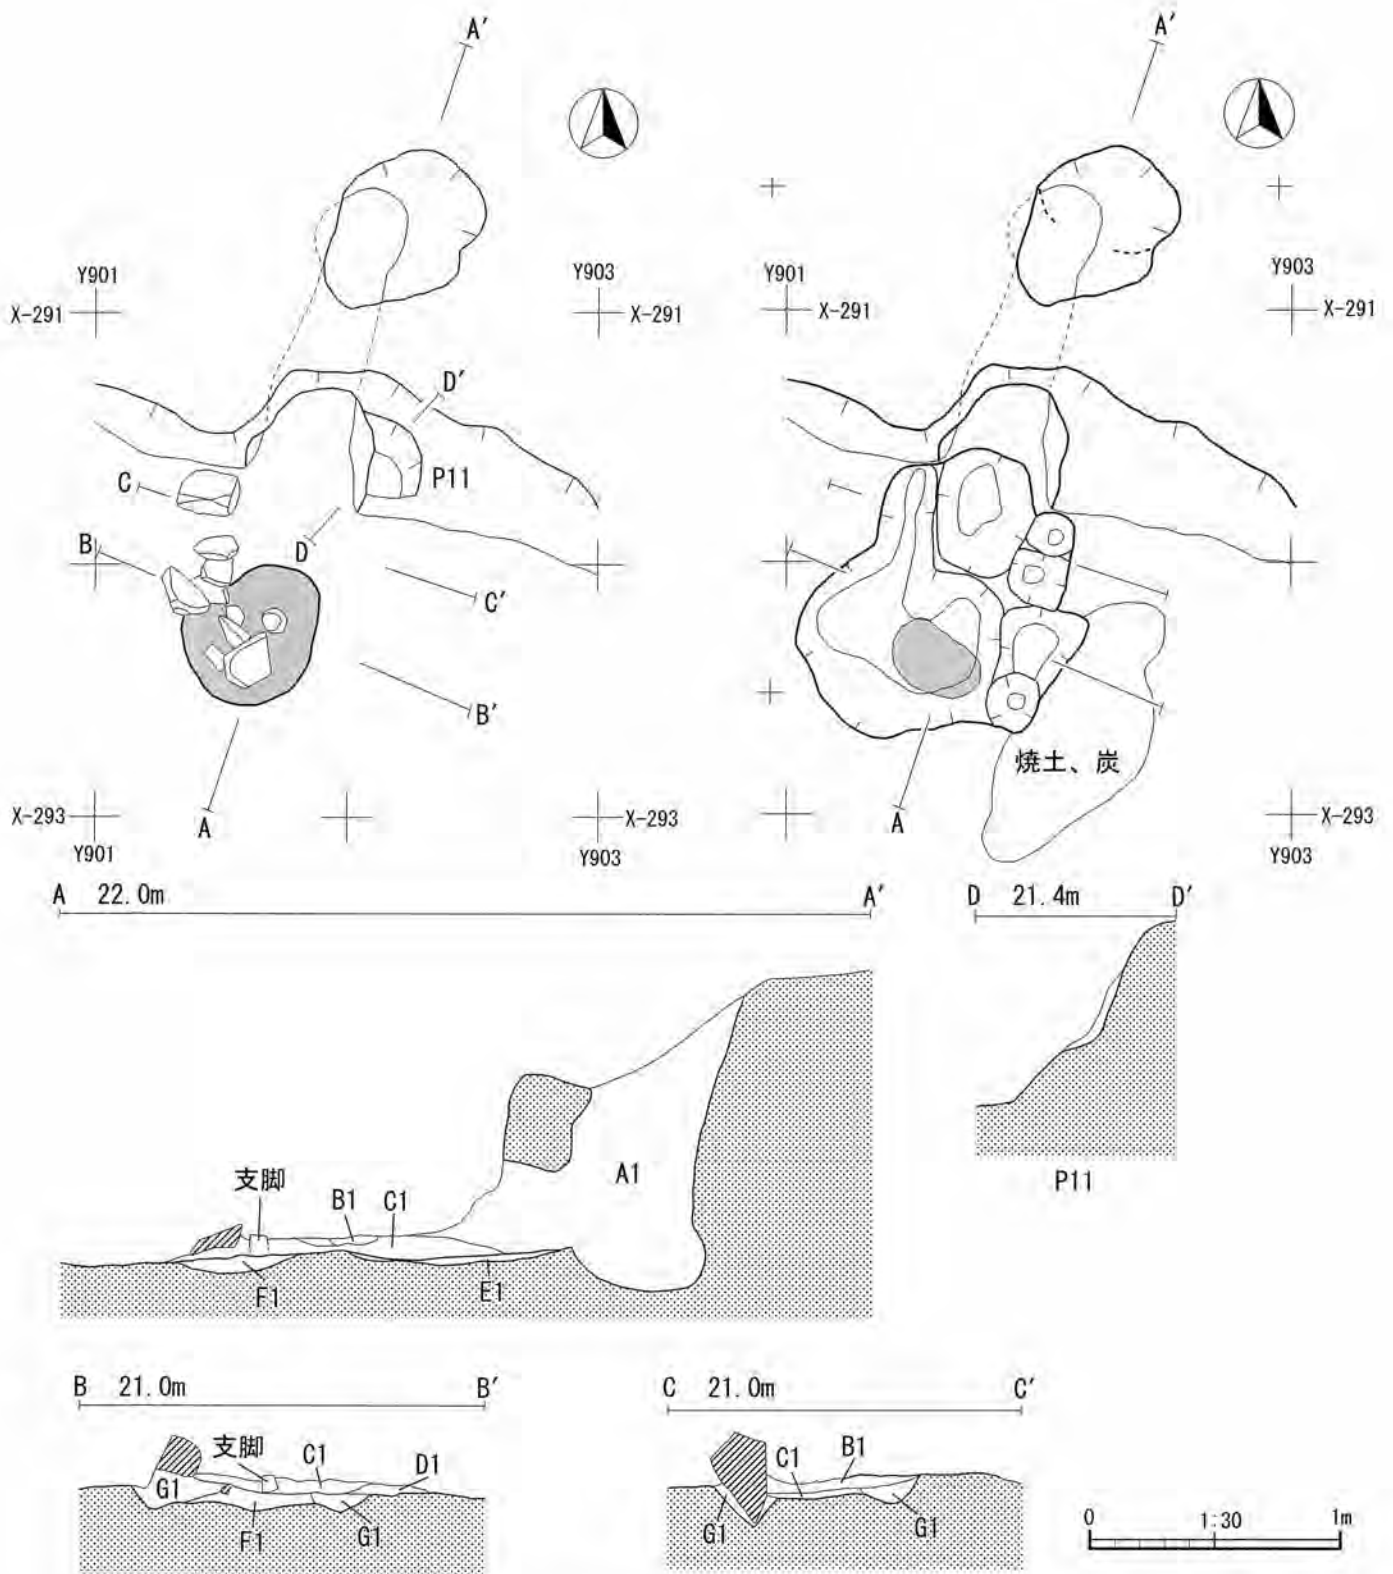 A′
A′
Y901
Y903
Y901
Y903
X-291
X-291
X-291
X-291
D′
P11
C
B
D
C′
B′
焼土、炭
X-293
A
X-293
A
X-293
Y901
Y903
Y903
A 22.0m A′
D 21.4m D′
A1
P11
支脚
B1
C1
F1
E1
B 21.0m B′
C 21.0m C′
支脚
C1
D1
G1
F1
G1
B1
C1
G1
G1
0 1:30 1m